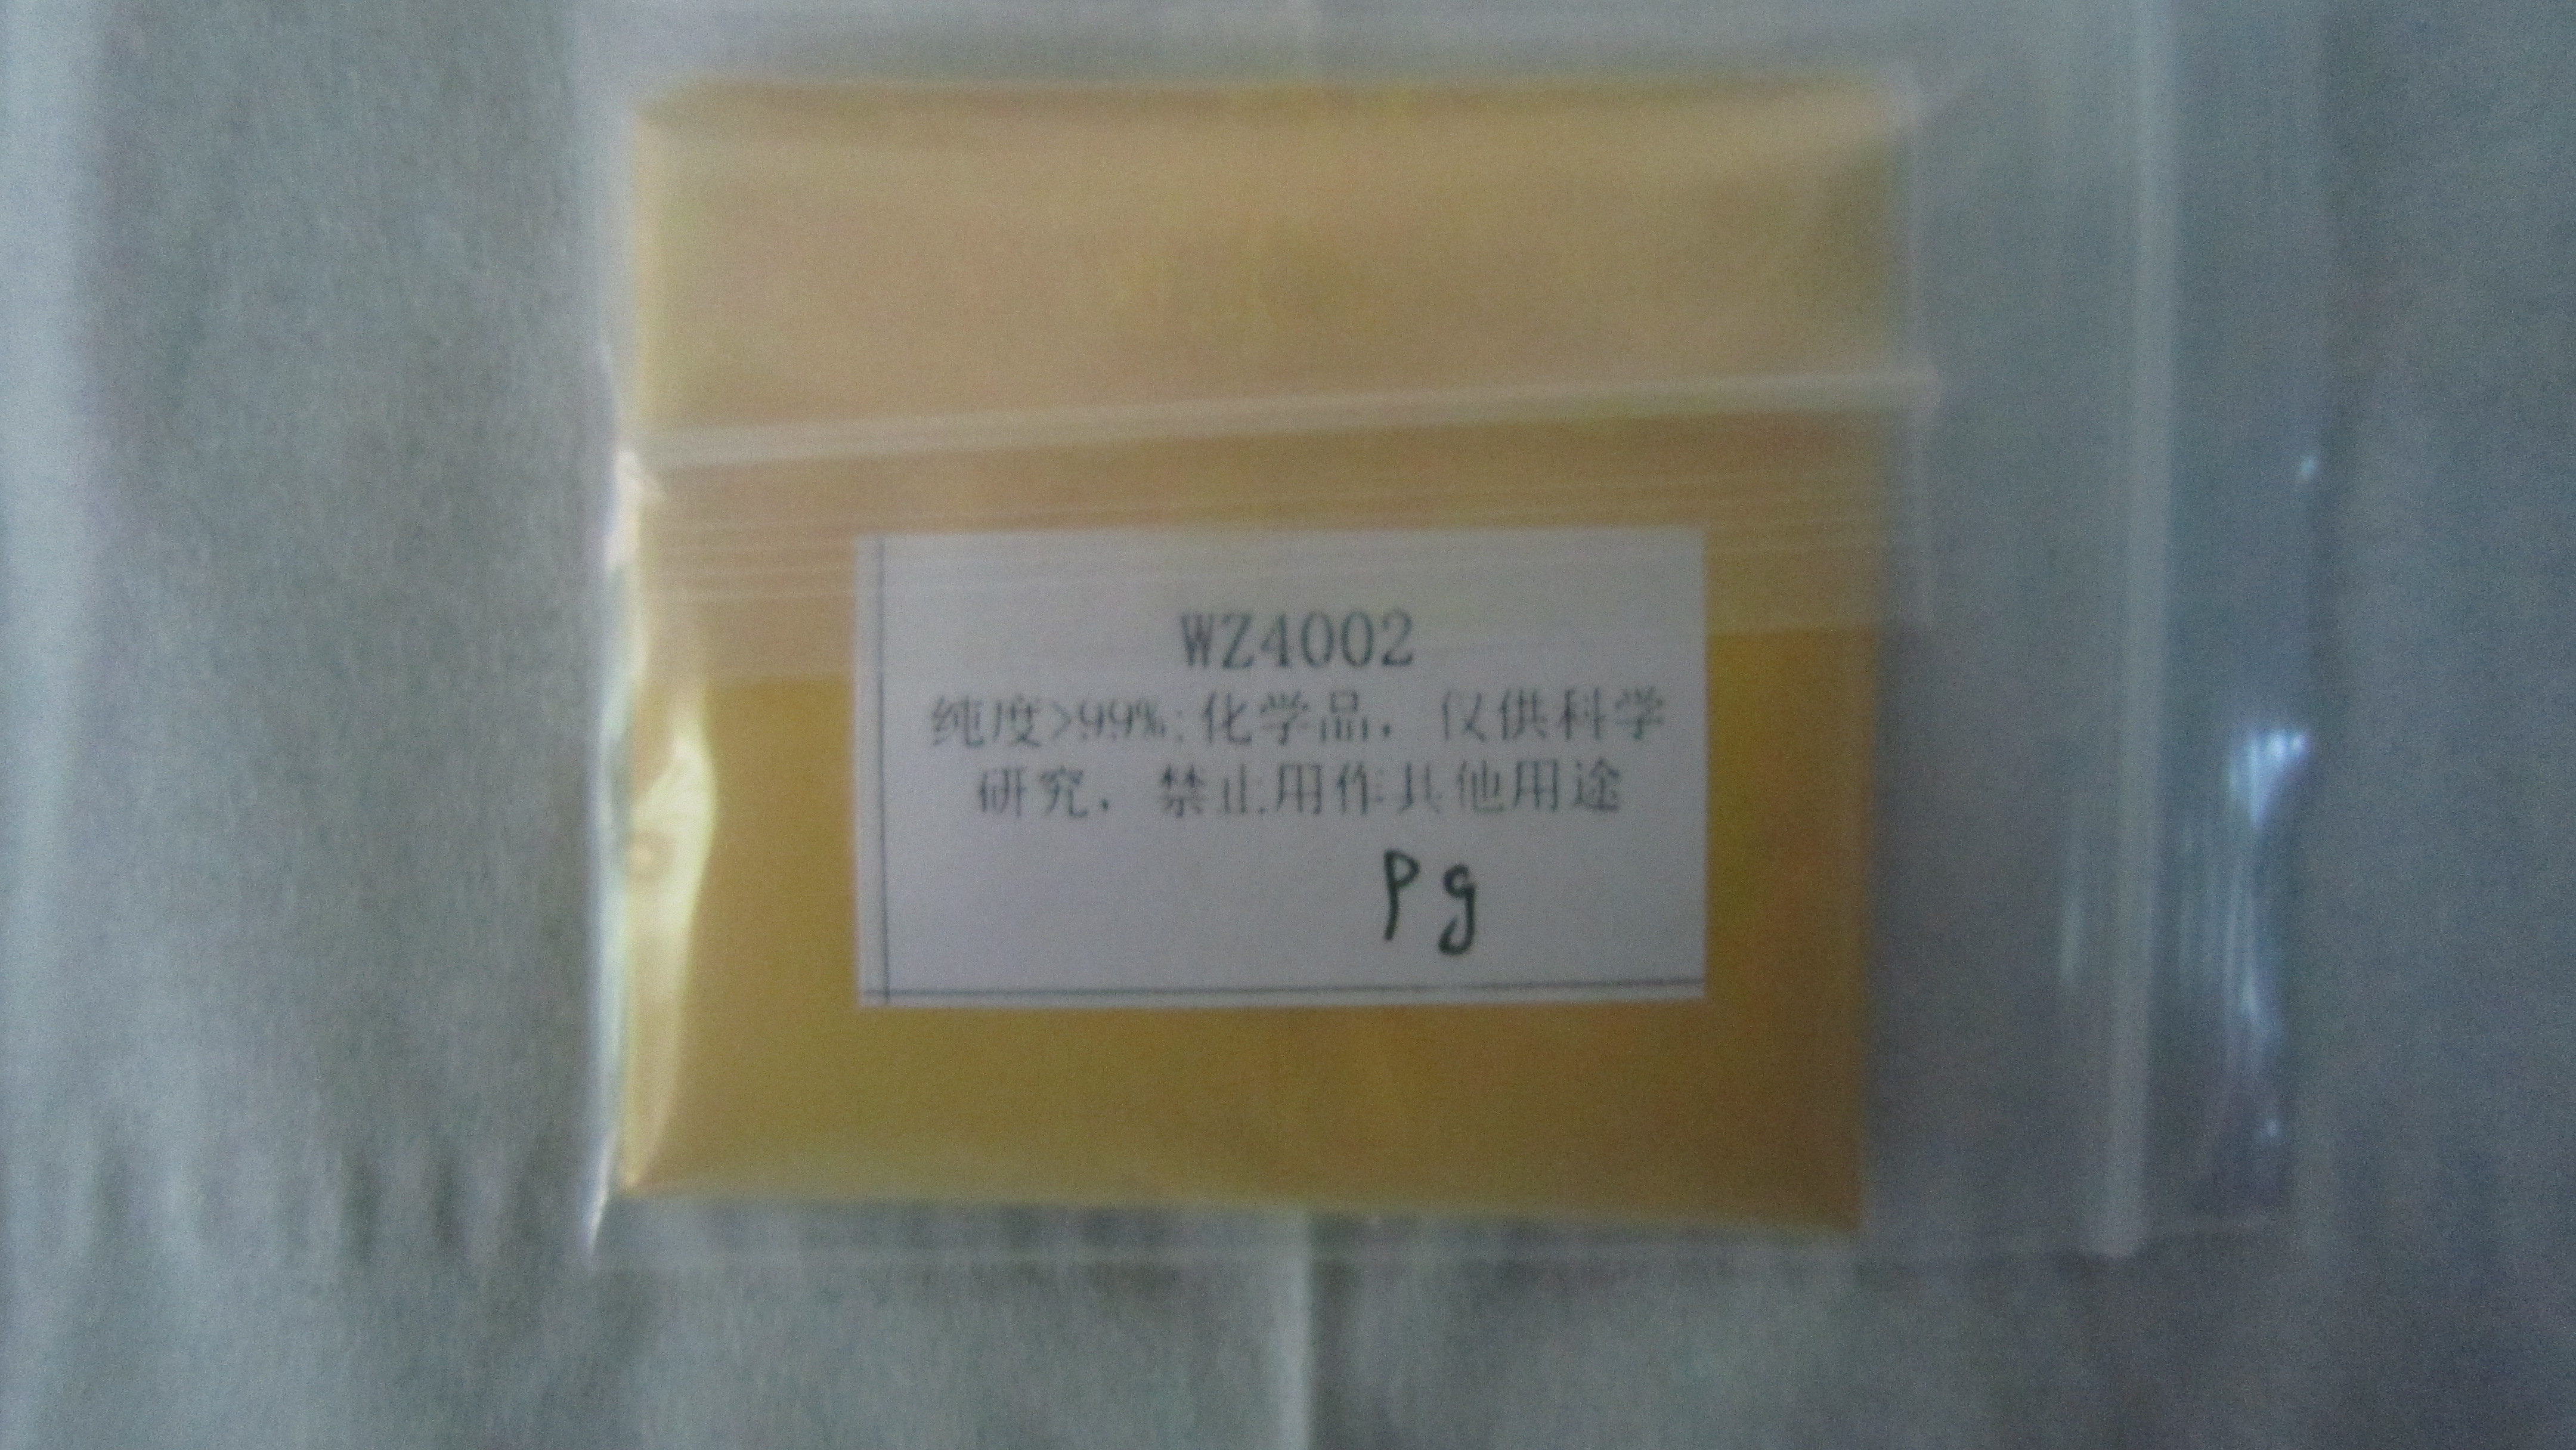 WZ4002
纯度>99%:化学品，仅供科学
研究，禁止用作其他用途
Pg